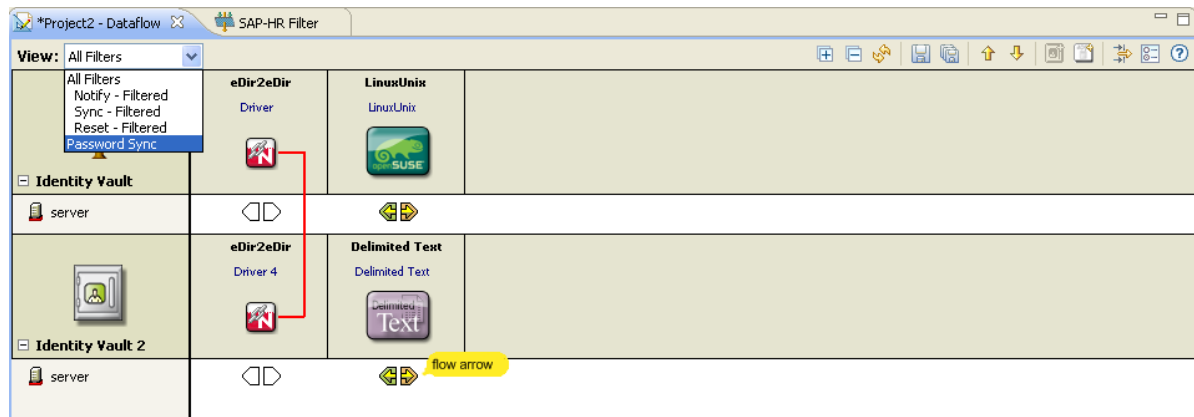 *Project2 - Dataflow
SAP-HR Filter
View: All Filters
All Filters
Notify - Filtered
Sync - Filtered
Reset - Filtered
Password Sync
eDir2eDir
LinuxUnix
Driver
LinuxUnix
N
openSUSE
Identity Vault
server
eDir2eDir
Delimited Text
Driver 4
Delimited Text
N
Delimited
Text
Identity Vault 2
server
flow arrow